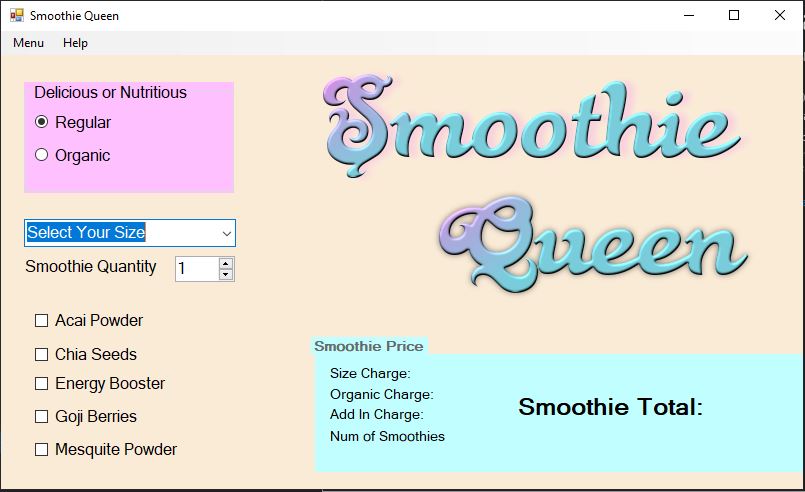 Smoothie Queen
Menu Help
Delicious or Nutritious
Regular
Organic
Smoothie
Queen
Select Your Size
Smoothie Quantity 1
Acai Powder
Chia Seeds
Energy Booster
Goji Berries
Mesquite Powder
Smoothie Price
Size Charge:
Organic Charge:
Add In Charge:
Num of Smoothies
Smoothie Total: